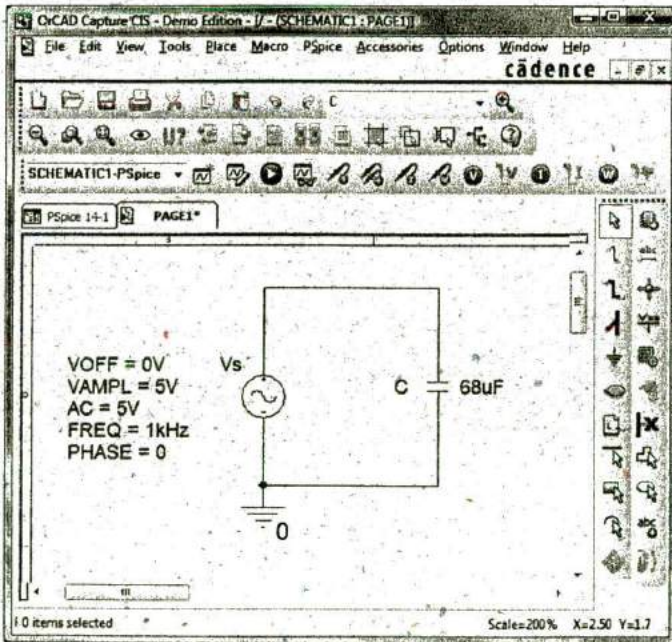 OrCAD Capture CIS - Demo Edition - [/ - (SCHEMATIC1 : PAGE1)]
File Edit View Tools Place Macro PSpice Accessories Options Window Help
cādence
C
U?
SCHEMATIC1-PSpice
V V I I W
PSpice 14-1 PAGE1*
abc
VOFF = 0V
VAMPL = 5V
AC = 5V
FREQ = 1kHz
PHASE = 0
Vs
C 68uF
0
0 items selected Scale=200% X=2.50 Y=1.7